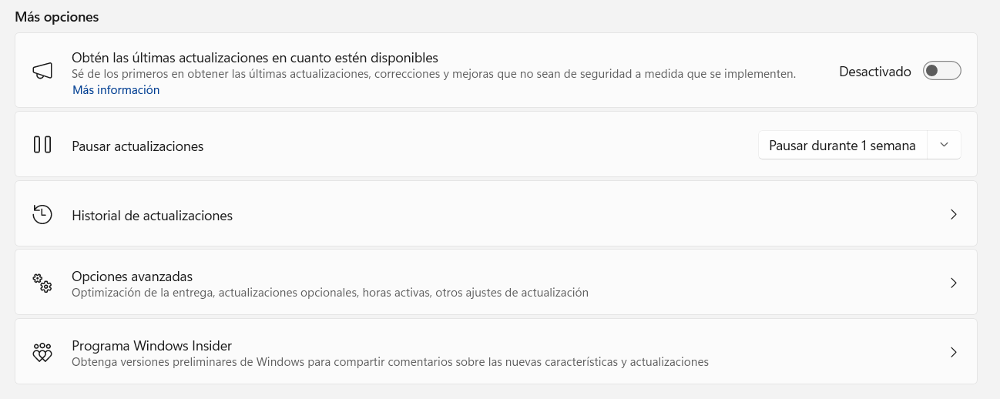 Más opciones
Obtén las últimas actualizaciones en cuanto estén disponibles
Sé de los primeros en obtener las últimas actualizaciones, correcciones y mejoras que no sean de seguridad a medida que se implementen.
Más información
Desactivado
Pausar actualizaciones
Pausar durante 1 semana
Historial de actualizaciones
Opciones avanzadas
Optimización de la entrega, actualizaciones opcionales, horas activas, otros ajustes de actualización
Programa Windows Insider
Obtenga versiones preliminares de Windows para compartir comentarios sobre las nuevas características y actualizaciones